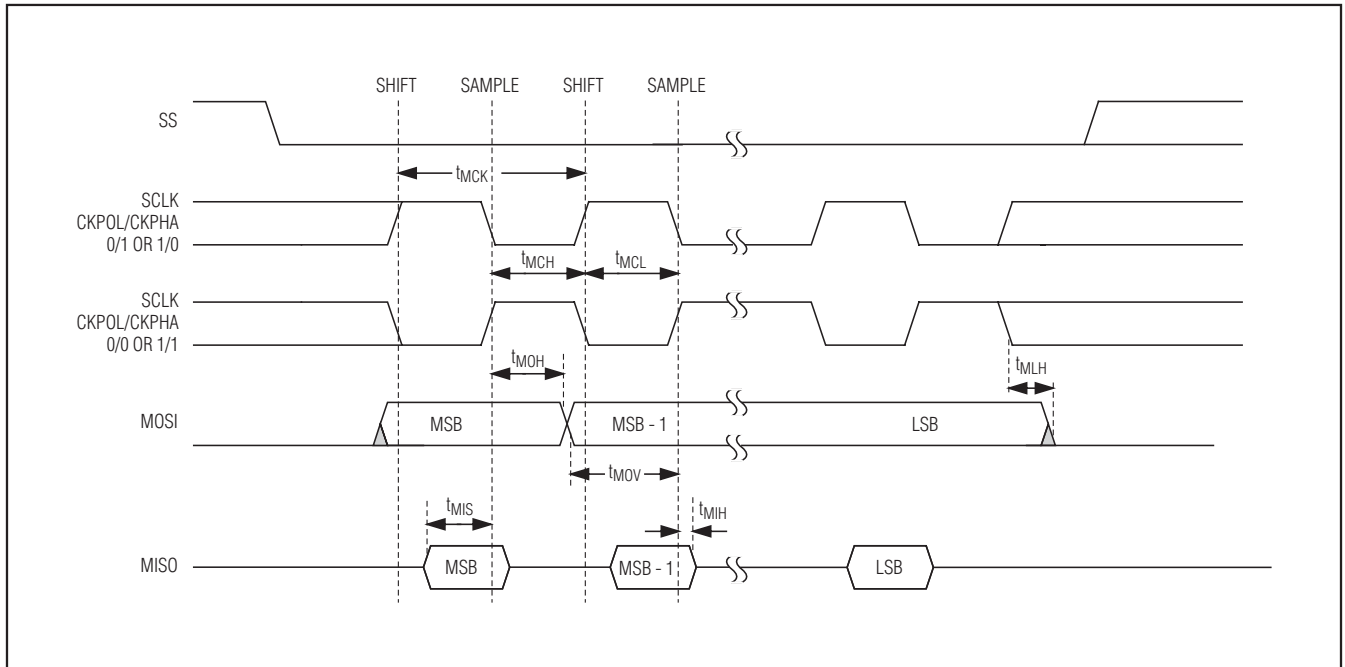 SHIFT SAMPLE SHIFT SAMPLE
SS
tMCK
SCLK
CKPOL/CKPHA
0/1 OR 1/0
tMCH tMCL
SCLK
CKPOL/CKPHA
0/0 OR 1/1
tMOH
tMLH
MOSI MSB MSB - 1 LSB
tMOV
tMIS
tMIH
MISO MSB MSB - 1 LSB